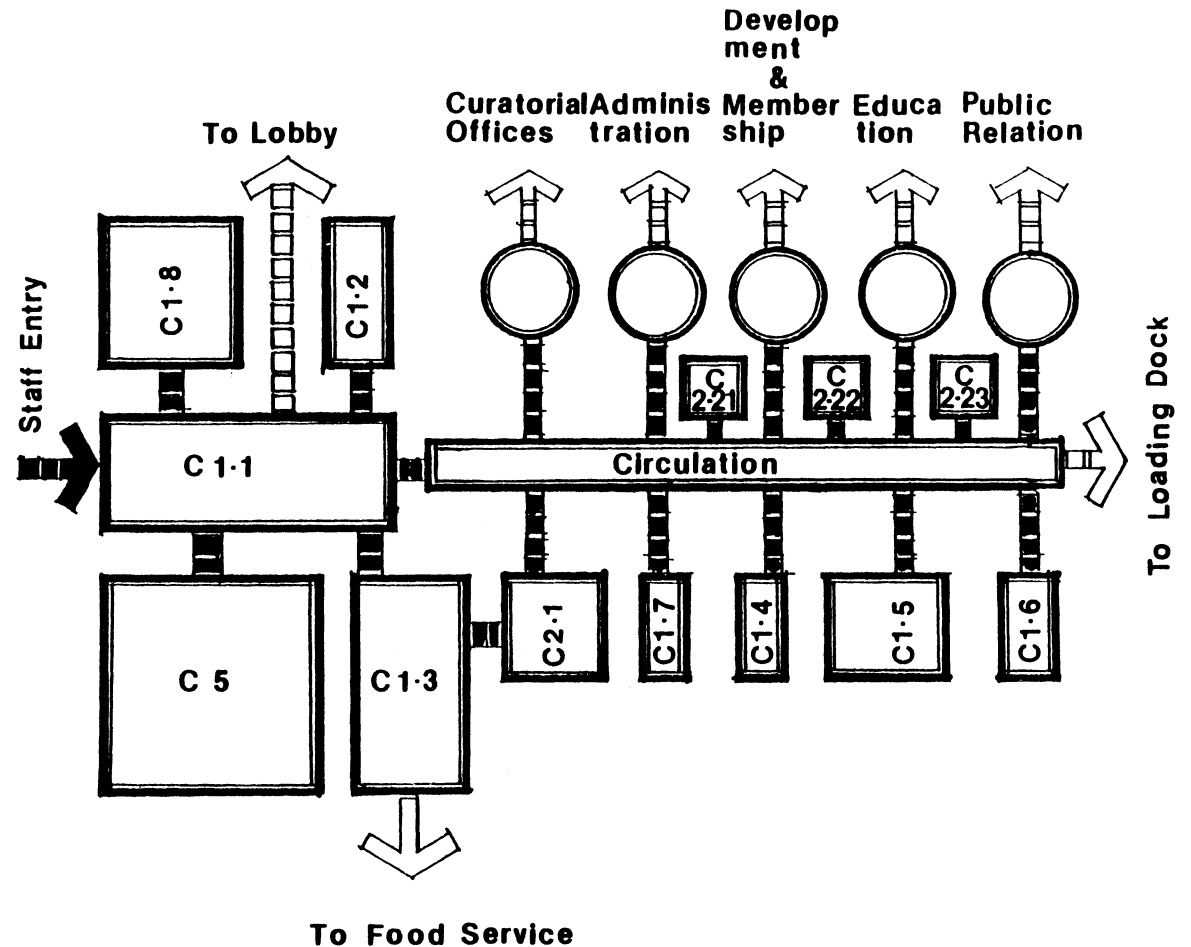 Develop
ment
&
Member
ship
Curatorial
Offices
Adminis
tration
Educa
tion
Public
Relation
To Lobby
Staff Entry
C1·8
C1·2
C 2·21
C 2·22
C 2·23
C 1·1
Circulation
To Loading Dock
C 5
C1·3
C2·1
C1·7
C1·4
C1·5
C1·6
To Food Service